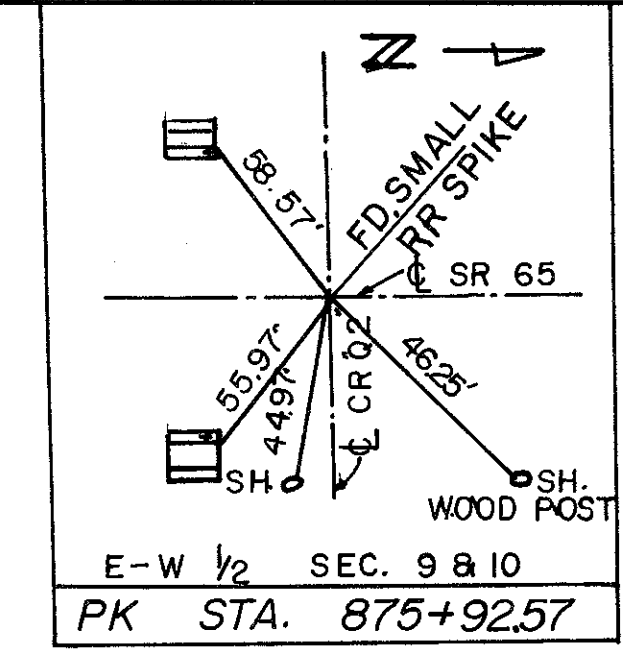 N
58.57'
FD. SMALL
RR SPIKE
℄ SR 65
55.97'
44.97'
℄ CR Q2
46.25'
SH.
SH.
WOOD POST
E-W 1/2 SEC. 9 & 10
PK STA. 875+92.57